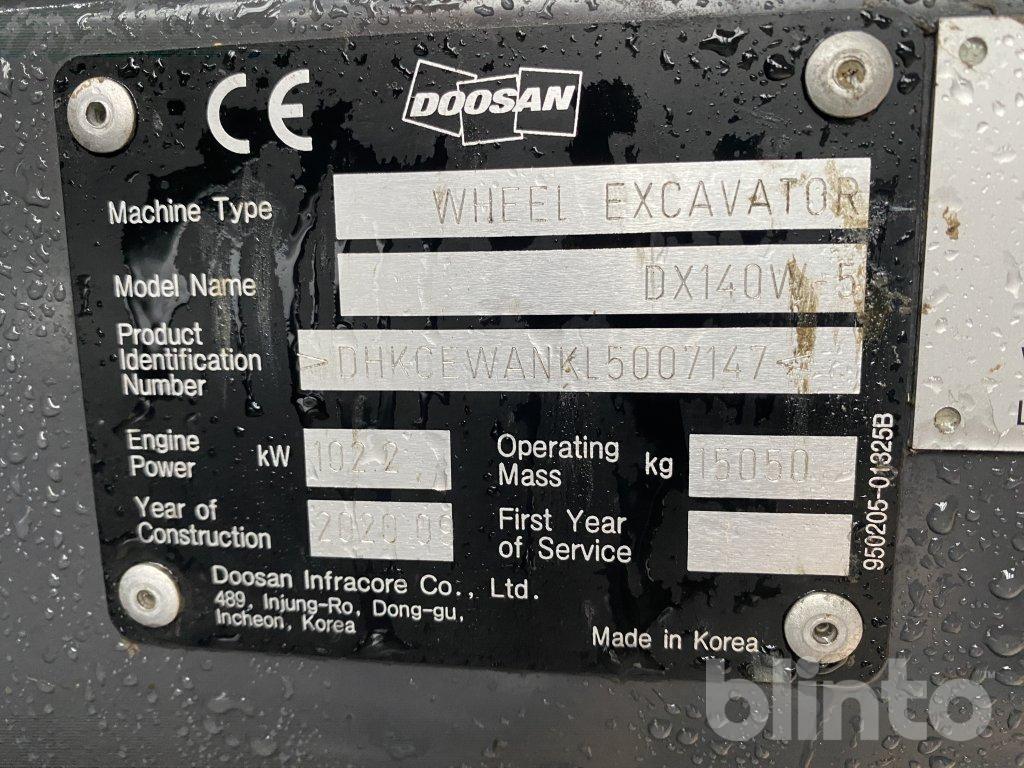 CE DOOSAN
Machine Type WHEEL EXCAVATOR
Model Name DX140W-5
Product
Identification
Number >DHKCEWANKL5007147<
Engine
Power kW 102.2
Operating
Mass kg 15050
Year of
Construction 2020 09
First Year
of Service
Doosan Infracore Co., Ltd.
489, Injung-Ro, Dong-gu,
Incheon, Korea
Made in Korea
950205-01325B
blinto